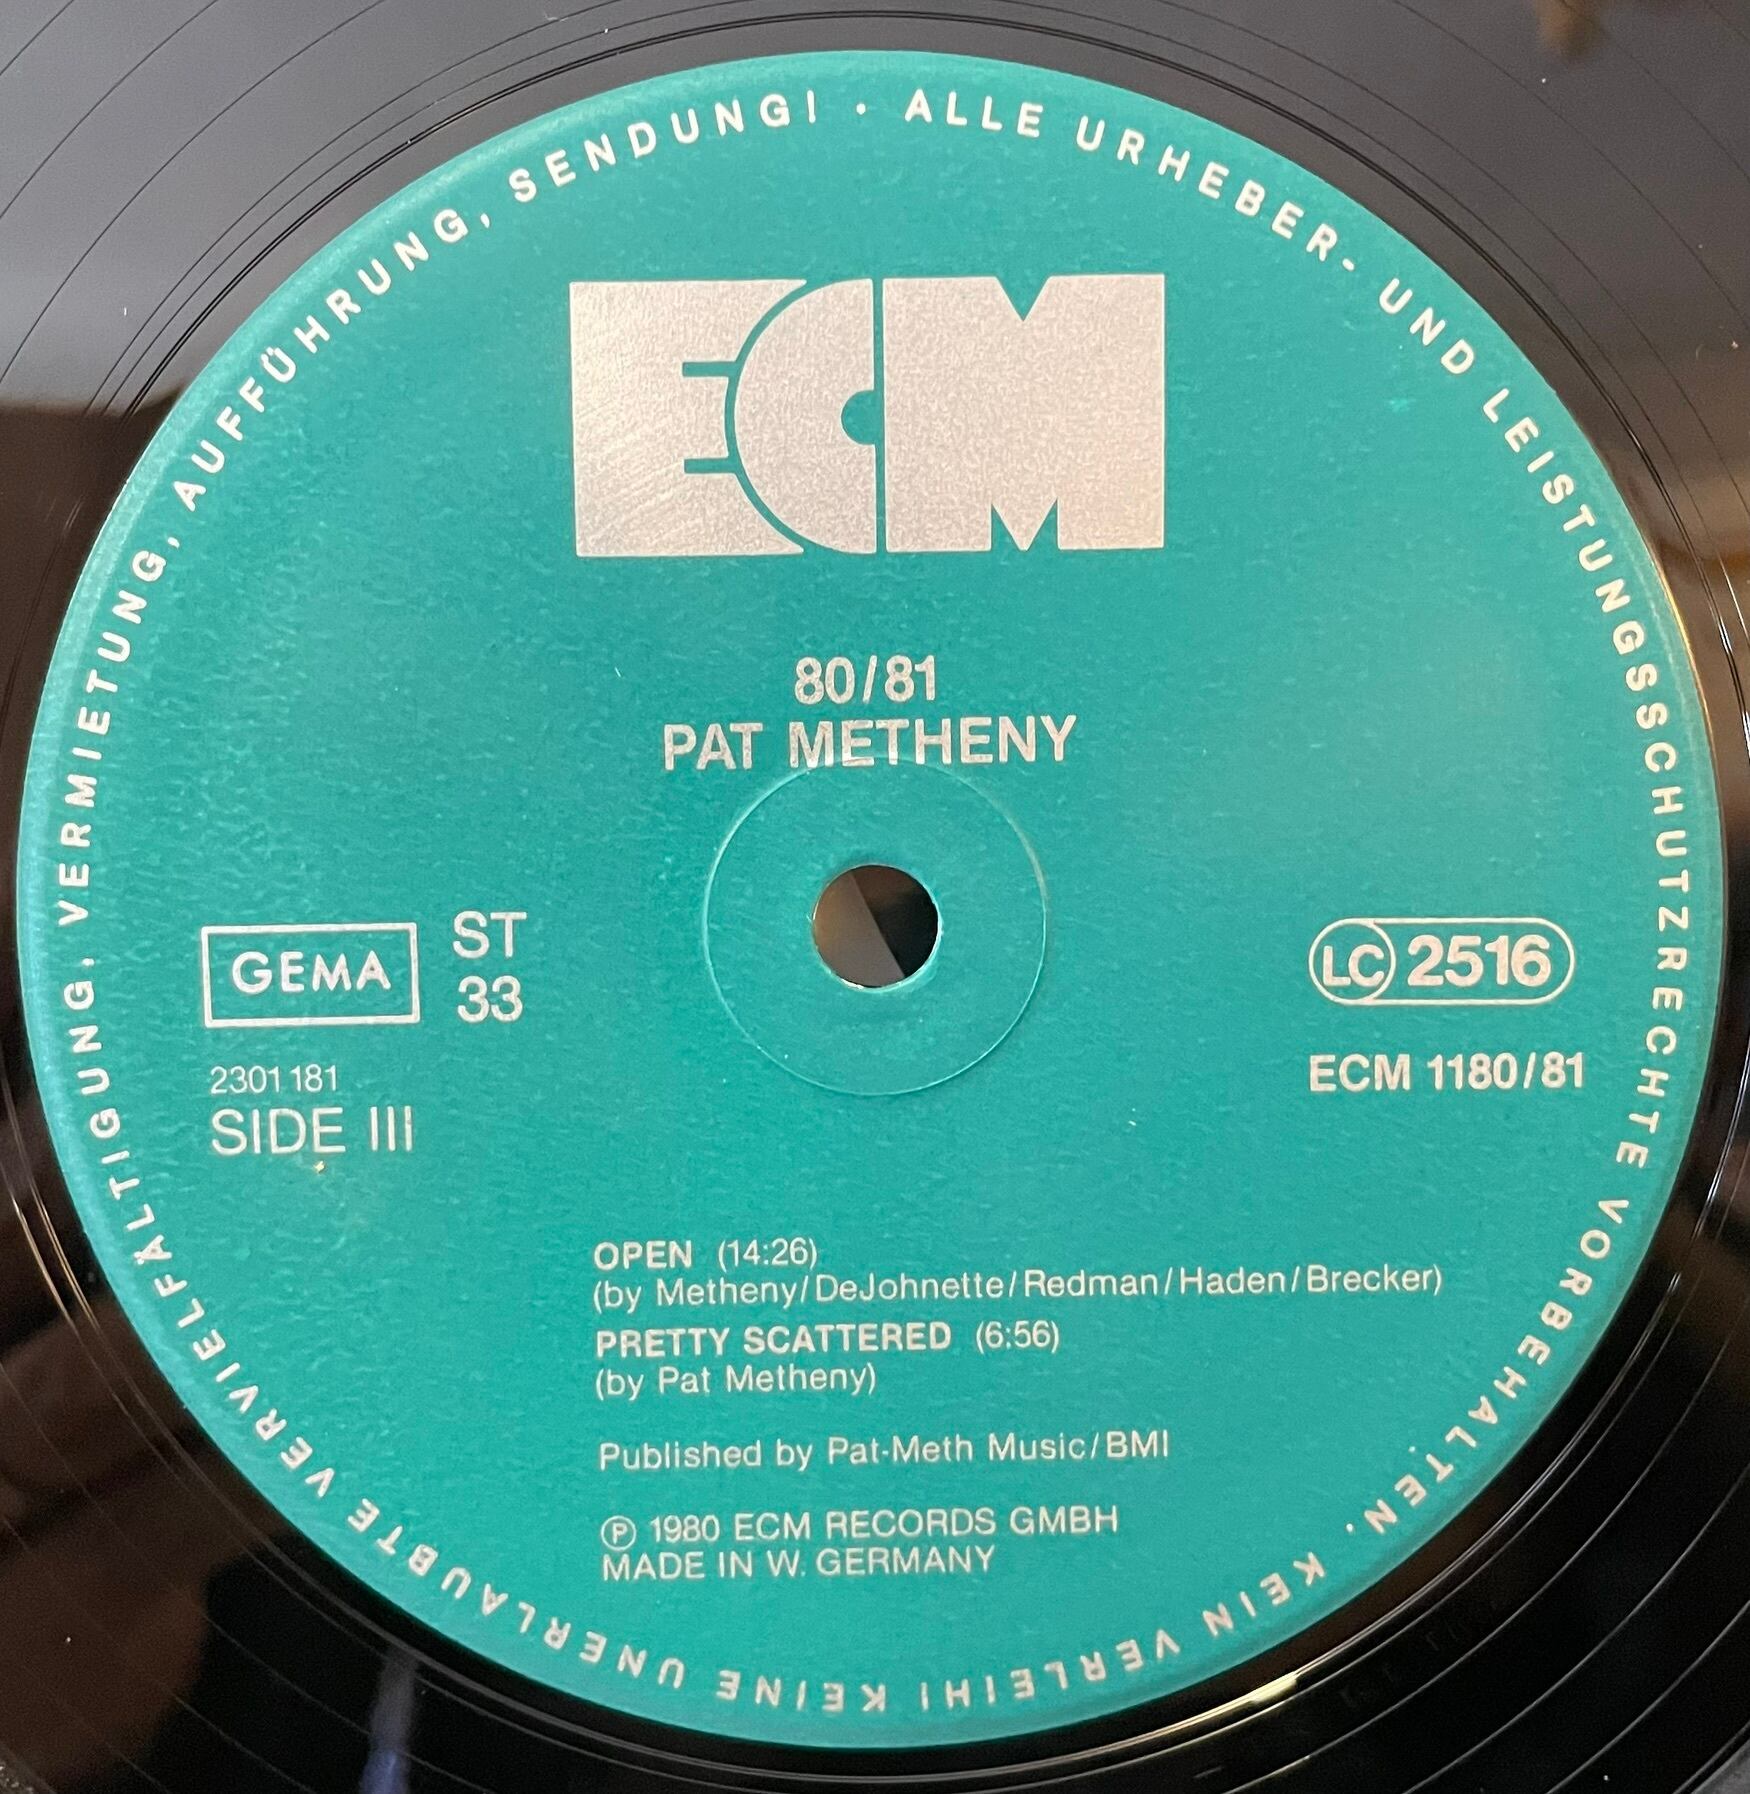 ALLE URHEBER- UND LEISTUNGSSCHUTZRECHTE VORBEHALTEN. KEIN VERLEIH! KEINE UNERLAUBTE VERVIELFÄLTIGUNG, VERMIETUNG, AUFFÜHRUNG, SENDUNG! ·
ECM
80/81
PAT METHENY
GEMA
ST
33
LC 2516
2301 181
SIDE III
ECM 1180/81
OPEN (14:26)
(by Metheny/DeJohnette/Redman/Haden/Brecker)
PRETTY SCATTERED (6:56)
(by Pat Metheny)
Published by Pat-Meth Music/BMI
Ⓟ 1980 ECM RECORDS GMBH
MADE IN W. GERMANY